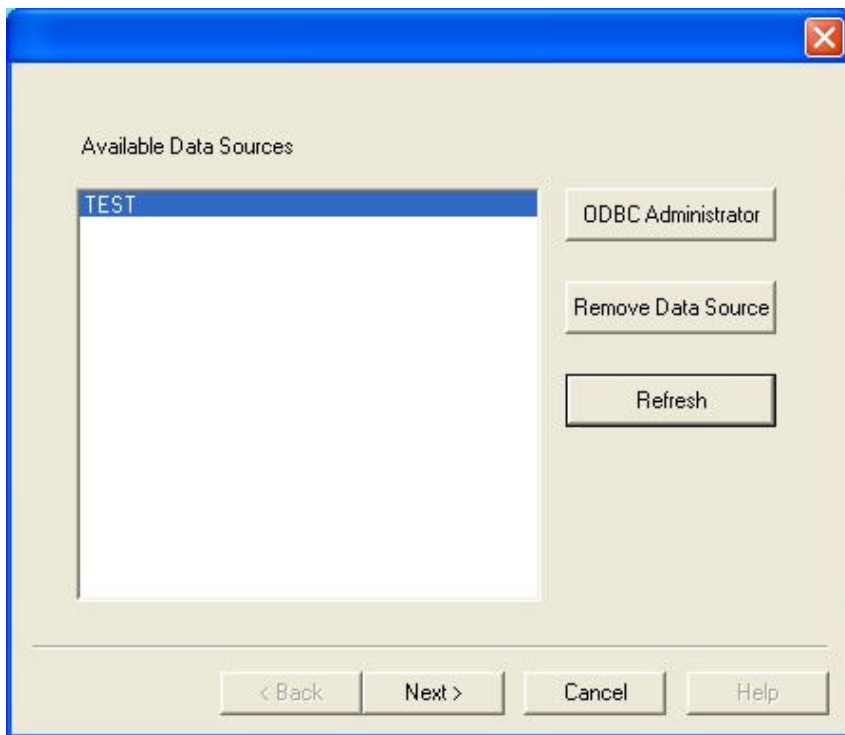 Available Data Sources
TEST
ODBC Administrator
Remove Data Source
Refresh
< Back
Next >
Cancel
Help